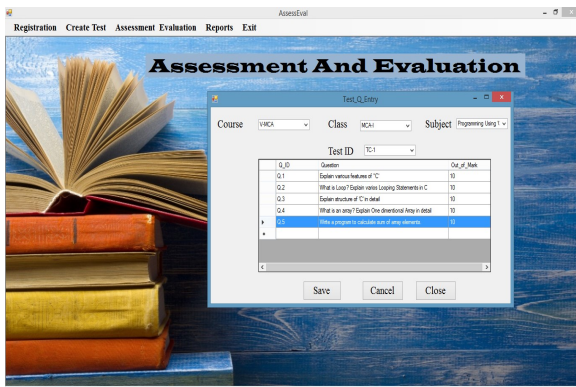 AssessEval
Registration Create Test Assessment Evaluation Reports Exit
Assessment And Evaluation
Test_Q_Entry
Course V-MCA Class MCA-I Subject Programming Using 1
Test ID TC-1
Q_ID Question Out_of_Mark
Q.1 Explain various features of "C" 10
Q.2 What is Loop? Explain varios Looping Statements in C 10
Q.3 Explain structure of 'C' in detail 10
Q.4 What is an array? Explain One dimentional Array in detail 10
Q.5 Write a program to calculate sum of array elements 10
Save Cancel Close